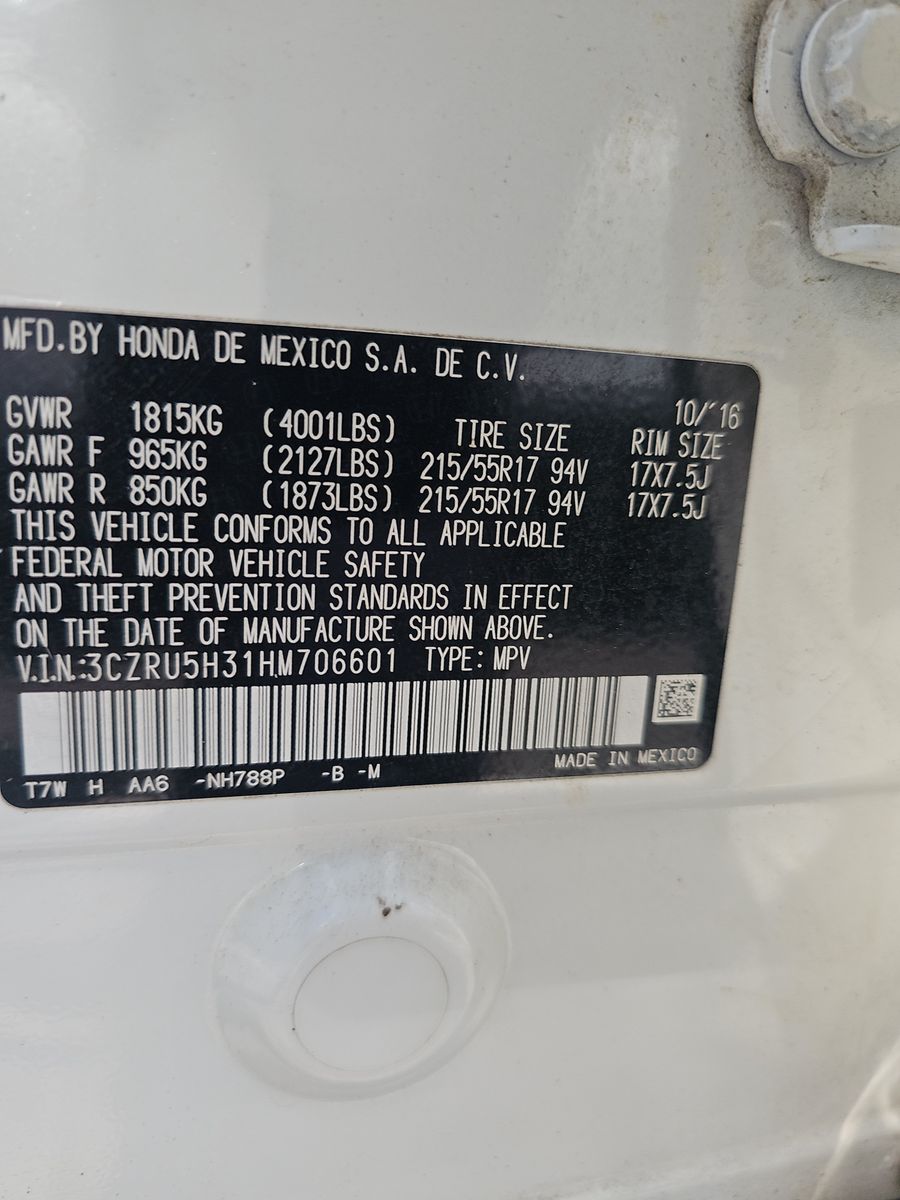 MFD.BY HONDA DE MEXICO S.A. DE C.V.
10/'16
GVWR 1815KG (4001LBS) TIRE SIZE RIM SIZE
GAWR F 965KG (2127LBS) 215/55R17 94V 17X7.5J
GAWR R 850KG (1873LBS) 215/55R17 94V 17X7.5J
THIS VEHICLE CONFORMS TO ALL APPLICABLE
FEDERAL MOTOR VEHICLE SAFETY
AND THEFT PREVENTION STANDARDS IN EFFECT
ON THE DATE OF MANUFACTURE SHOWN ABOVE.
V.I.N.:3CZRU5H31HM706601 TYPE: MPV
T7W H AA6 -NH788P -B -M MADE IN MEXICO